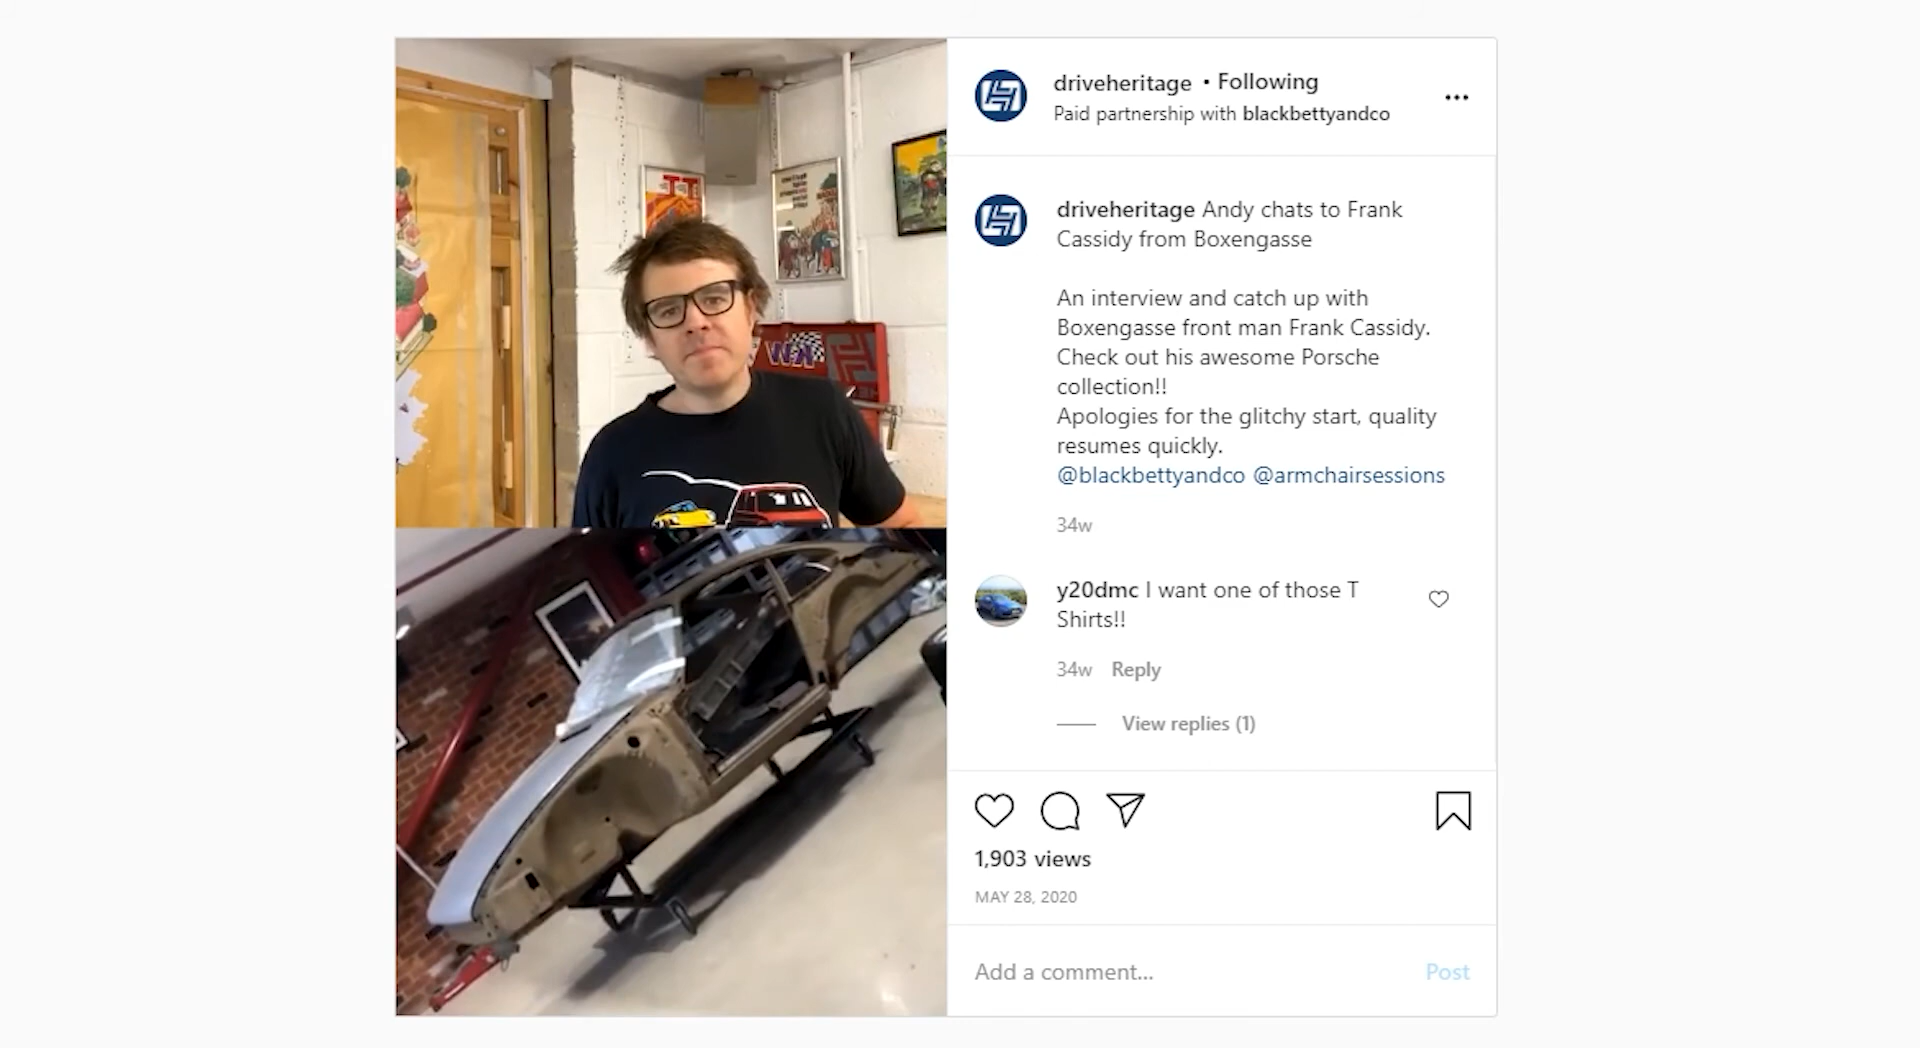 driveheritage • Following
Paid partnership with blackbettyandco
driveheritage Andy chats to Frank
Cassidy from Boxengasse
An interview and catch up with
Boxengasse front man Frank Cassidy.
Check out his awesome Porsche
collection!!
Apologies for the glitchy start, quality
resumes quickly.
@blackbettyandco @armchairsessions
34w
y20dmc I want one of those T
Shirts!!
34w Reply
View replies (1)
1,903 views
MAY 28, 2020
Add a comment... Post